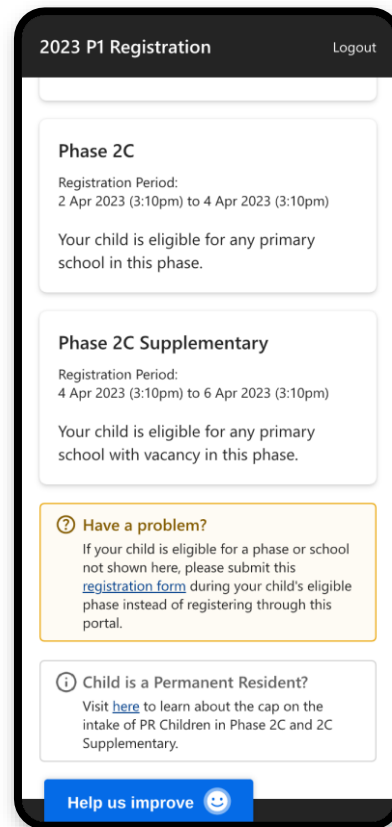 2023 P1 Registration
Logout
Phase 2C
Registration Period:
2 Apr 2023 (3:10pm) to 4 Apr 2023 (3:10pm)
Your child is eligible for any primary
school in this phase.
Phase 2C Supplementary
Registration Period:
4 Apr 2023 (3:10pm) to 6 Apr 2023 (3:10pm)
Your child is eligible for any primary
school with vacancy in this phase.
Have a problem?
If your child is eligible for a phase or school
not shown here, please submit this
registration form during your child's eligible
phase instead of registering through this
portal.
Child is a Permanent Resident?
Visit here to learn about the cap on the
intake of PR Children in Phase 2C and 2C
Supplementary.
Help us improve